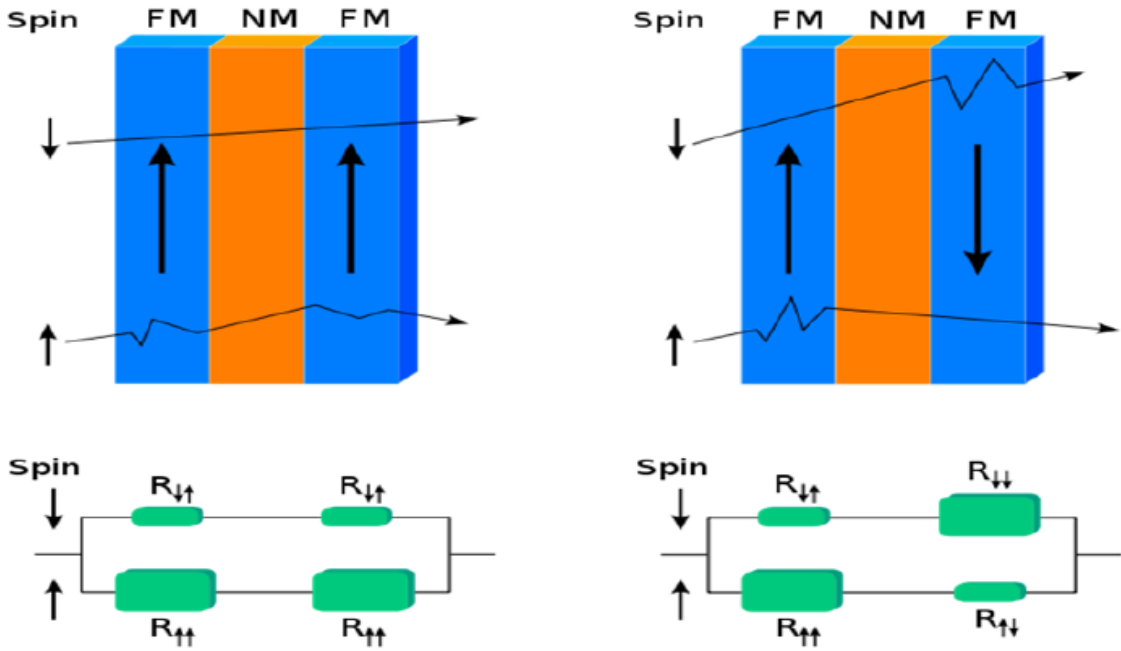 Spin FM NM FM
Spin FM NM FM
Spin
R↓↑ R↓↑
R↑↑ R↑↑
Spin
R↓↑ R↓↓
R↑↑ R↑↓